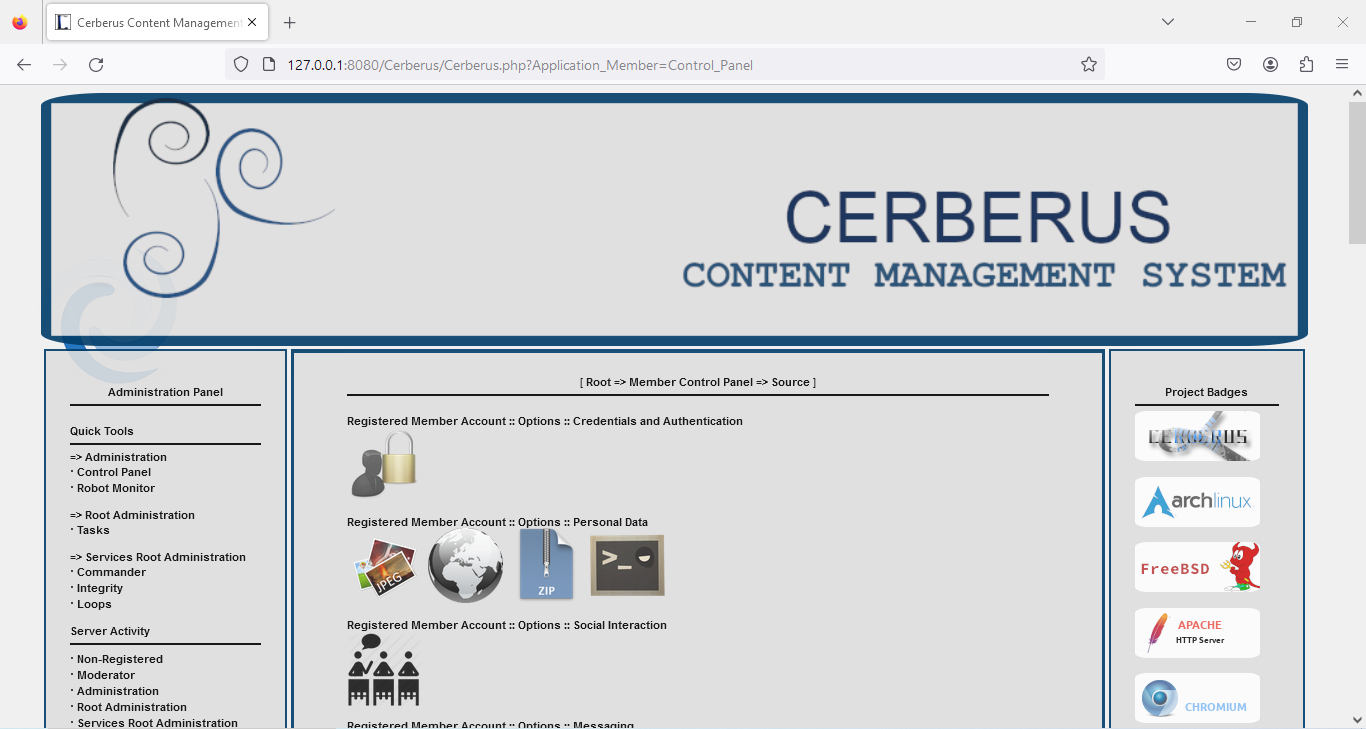 Cerberus Content Management
127.0.0.1:8080/Cerberus/Cerberus.php?Application_Member=Control_Panel
CERBERUS
CONTENT MANAGEMENT SYSTEM
Administration Panel
Quick Tools
=> Administration
· Control Panel
· Robot Monitor
=> Root Administration
· Tasks
=> Services Root Administration
· Commander
· Integrity
· Loops
Server Activity
· Non-Registered
· Moderator
· Administration
· Root Administration
· Services Root Administration
[ Root => Member Control Panel => Source ]
Registered Member Account :: Options :: Credentials and Authentication
Registered Member Account :: Options :: Personal Data
JPEG
ZIP
>_
Registered Member Account :: Options :: Social Interaction
Registered Member Account :: Options :: Messaging
Project Badges
CERBERUS
archlinux
FreeBSD
APACHE
HTTP Server
CHROMIUM